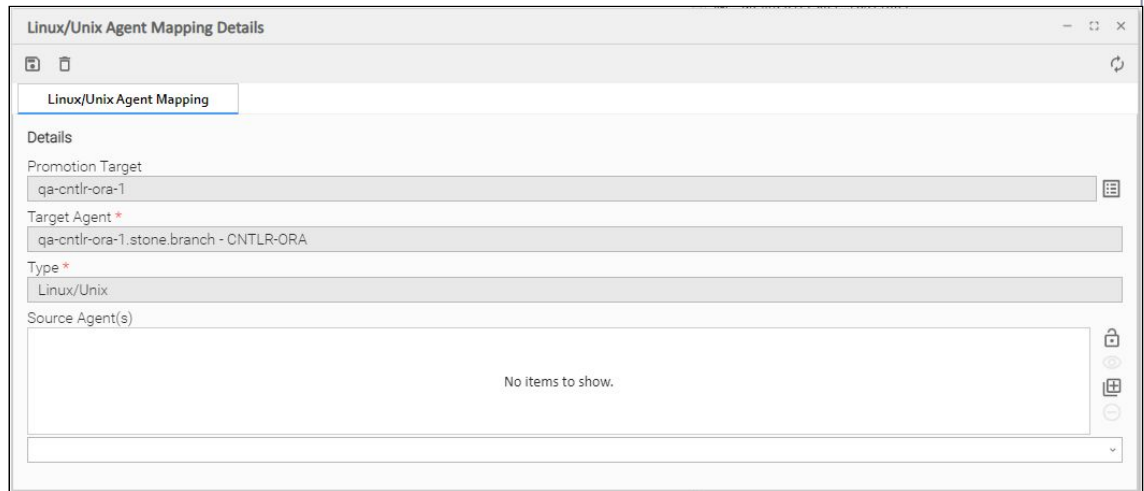 Linux/Unix Agent Mapping Details
Linux/Unix Agent Mapping
Details
Promotion Target
qa-cntlr-ora-1
Target Agent *
qa-cntlr-ora-1.stone.branch - CNTLR-ORA
Type *
Linux/Unix
Source Agent(s)
No items to show.